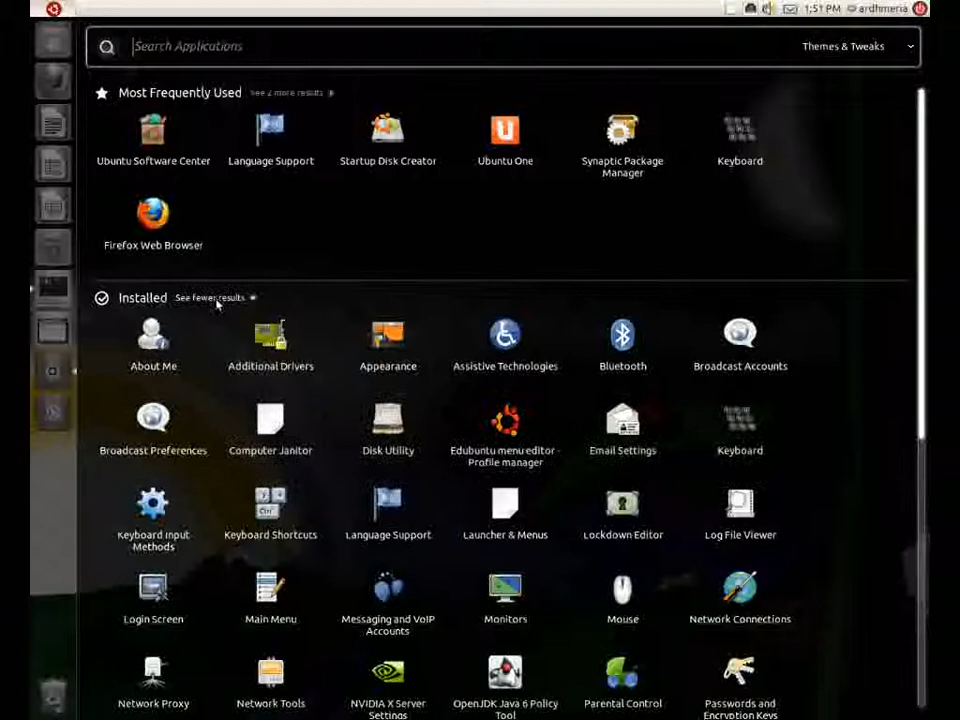 1:51 PM ardhmeria
Search Applications
Themes & Tweaks
Most Frequently Used See 2 more results
Ubuntu Software Center
Language Support
Startup Disk Creator
Ubuntu One
Synaptic Package
Manager
Keyboard
Firefox Web Browser
Installed See fewer results
About Me
Additional Drivers
Appearance
Assistive Technologies
Bluetooth
Broadcast Accounts
Broadcast Preferences
Computer Janitor
Disk Utility
Edubuntu menu editor -
Profile manager
Email Settings
Keyboard
Keyboard Input
Methods
Keyboard Shortcuts
Language Support
Launcher & Menus
Lockdown Editor
Log File Viewer
Login Screen
Main Menu
Messaging and VoIP
Accounts
Monitors
Mouse
Network Connections
Network Proxy
Network Tools
NVIDIA X Server
Settings
OpenJDK Java 6 Policy
Tool
Parental Control
Passwords and
Encryption Keys